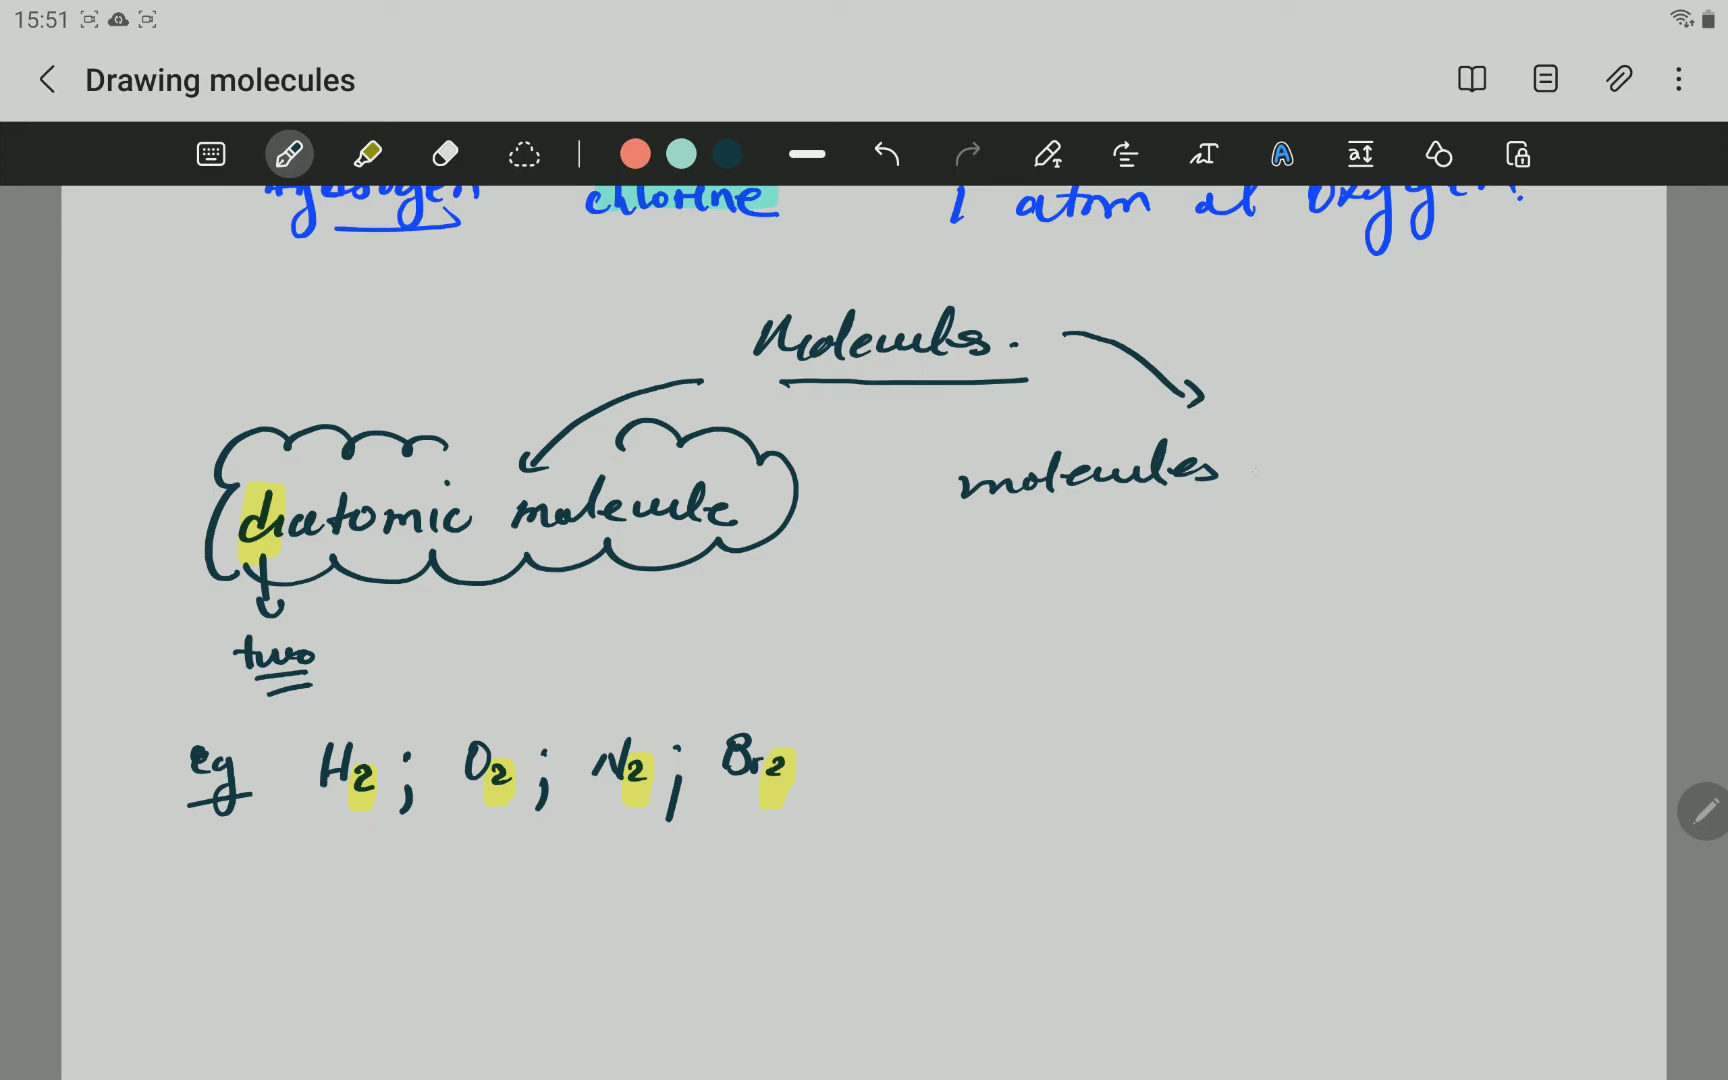 15:51
Drawing molecules
chlorine 1 atom of oxygen.
Molecules.
diatomic molecule
molecules
two
eg H2 ; O2 ; N2 ; Br2